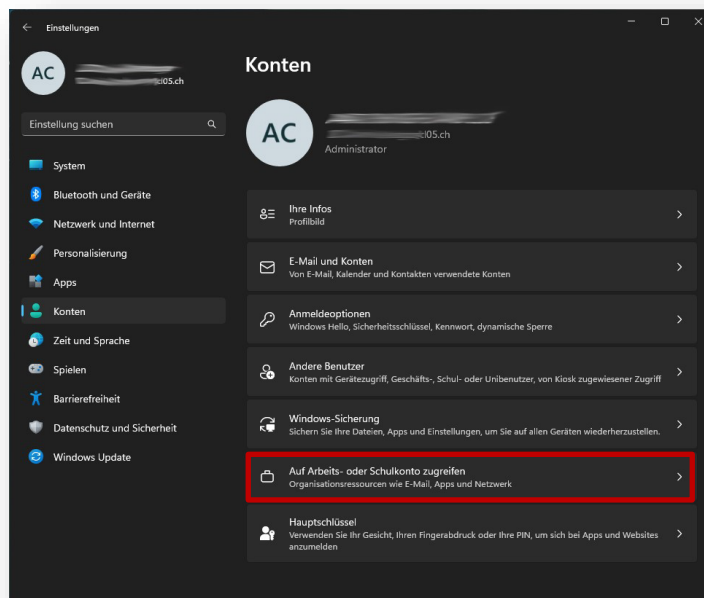 Einstellungen
AC
05.ch
Einstellung suchen
System
Bluetooth und Geräte
Netzwerk und Internet
Personalisierung
Apps
Konten
Zeit und Sprache
Spielen
Barrierefreiheit
Datenschutz und Sicherheit
Windows Update
Konten
AC
05.ch
Administrator
Ihre Infos
Profilbild
E-Mail und Konten
Von E-Mail, Kalender und Kontakten verwendete Konten
Anmeldeoptionen
Windows Hello, Sicherheitsschlüssel, Kennwort, dynamische Sperre
Andere Benutzer
Konten mit Gerätezugriff, Geschäfts-, Schul- oder Unibenutzer, von Kiosk zugewiesener Zugriff
Windows-Sicherung
Sichern Sie Ihre Dateien, Apps und Einstellungen, um Sie auf allen Geräten wiederherzustellen.
Auf Arbeits- oder Schulkonto zugreifen
Organisationsressourcen wie E-Mail, Apps und Netzwerk
Hauptschlüssel
Verwenden Sie Ihr Gesicht, Ihren Fingerabdruck oder Ihre PIN, um sich bei Apps und Websites
anzumelden